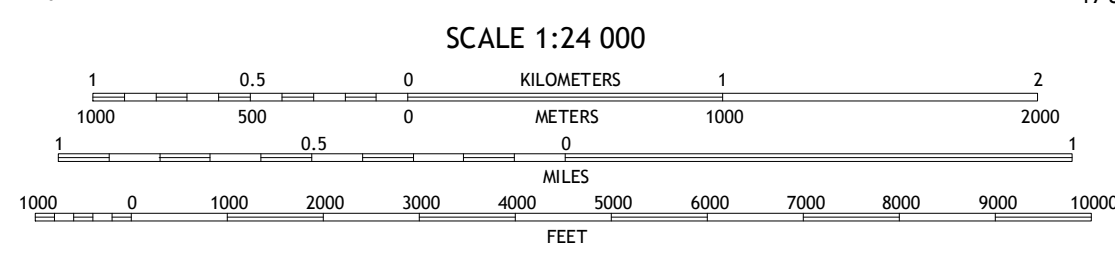 SCALE 1:24 000
1 0.5 0 KILOMETERS 1 2
1000 500 0 METERS 1000 2000
1 0.5 0 1
MILES
1000 0 1000 2000 3000 4000 5000 6000 7000 8000 9000 10000
FEET